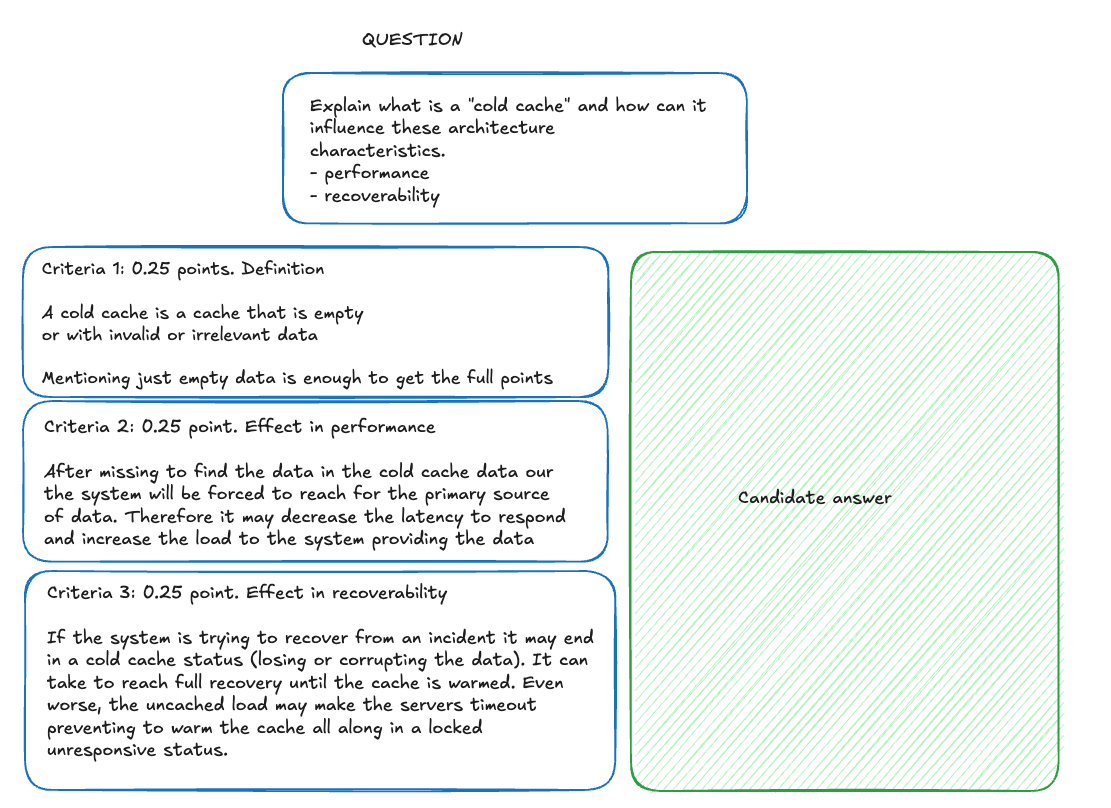 QUESTION
Explain what is a "cold cache" and how can it
influence these architecture
characteristics.
- performance
- recoverability
Criteria 1: 0.25 points. Definition
A cold cache is a cache that is empty
or with invalid or irrelevant data
Mentioning just empty data is enough to get the full points
Criteria 2: 0.25 point. Effect in performance
After missing to find the data in the cold cache data our
the system will be forced to reach for the primary source
of data. Therefore it may decrease the latency to respond
and increase the load to the system providing the data
Criteria 3: 0.25 point. Effect in recoverability
If the system is trying to recover from an incident it may end
in a cold cache status (losing or corrupting the data). It can
take to reach full recovery until the cache is warmed. Even
worse, the uncached load may make the servers timeout
preventing to warm the cache all along in a locked
unresponsive status.
Candidate answer